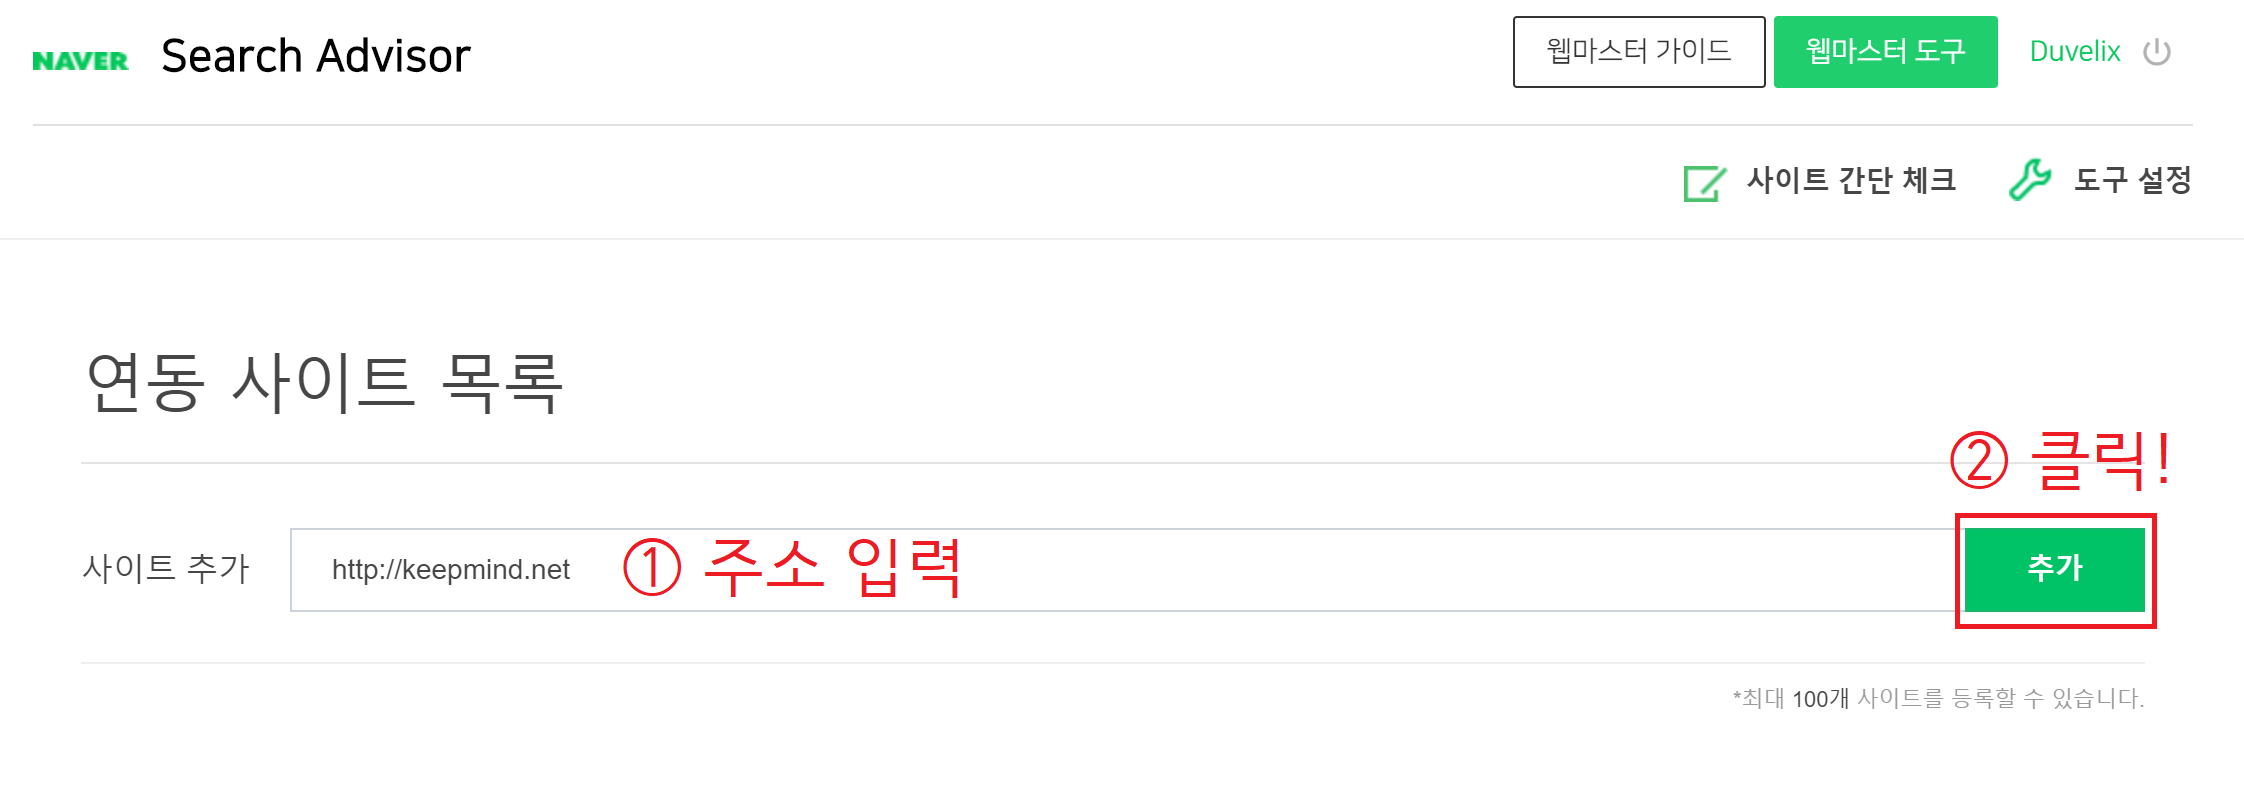 NAVER Search Advisor 웹마스터 가이드 웹마스터 도구 Duvelix
사이트 간단 체크 도구 설정
연동 사이트 목록
② 클릭!
사이트 추가 http://keepmind.net ① 주소 입력 추가
*최대 100개 사이트를 등록할 수 있습니다.